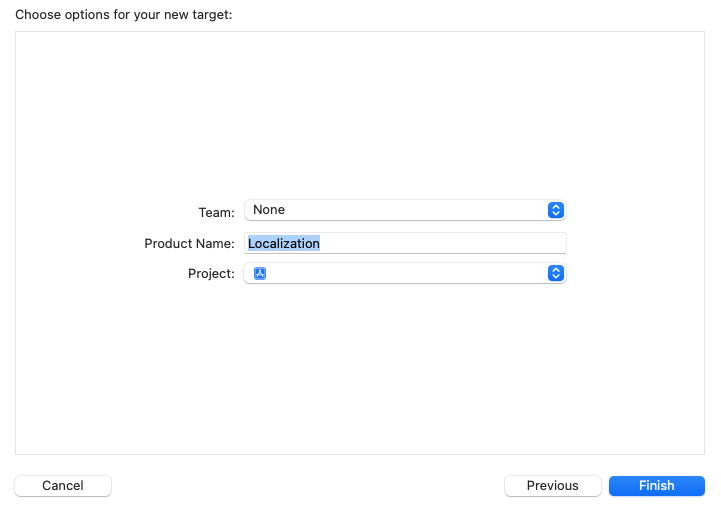 Choose options for your new target:
Team: None
Product Name: Localization
Project:
Cancel Previous Finish